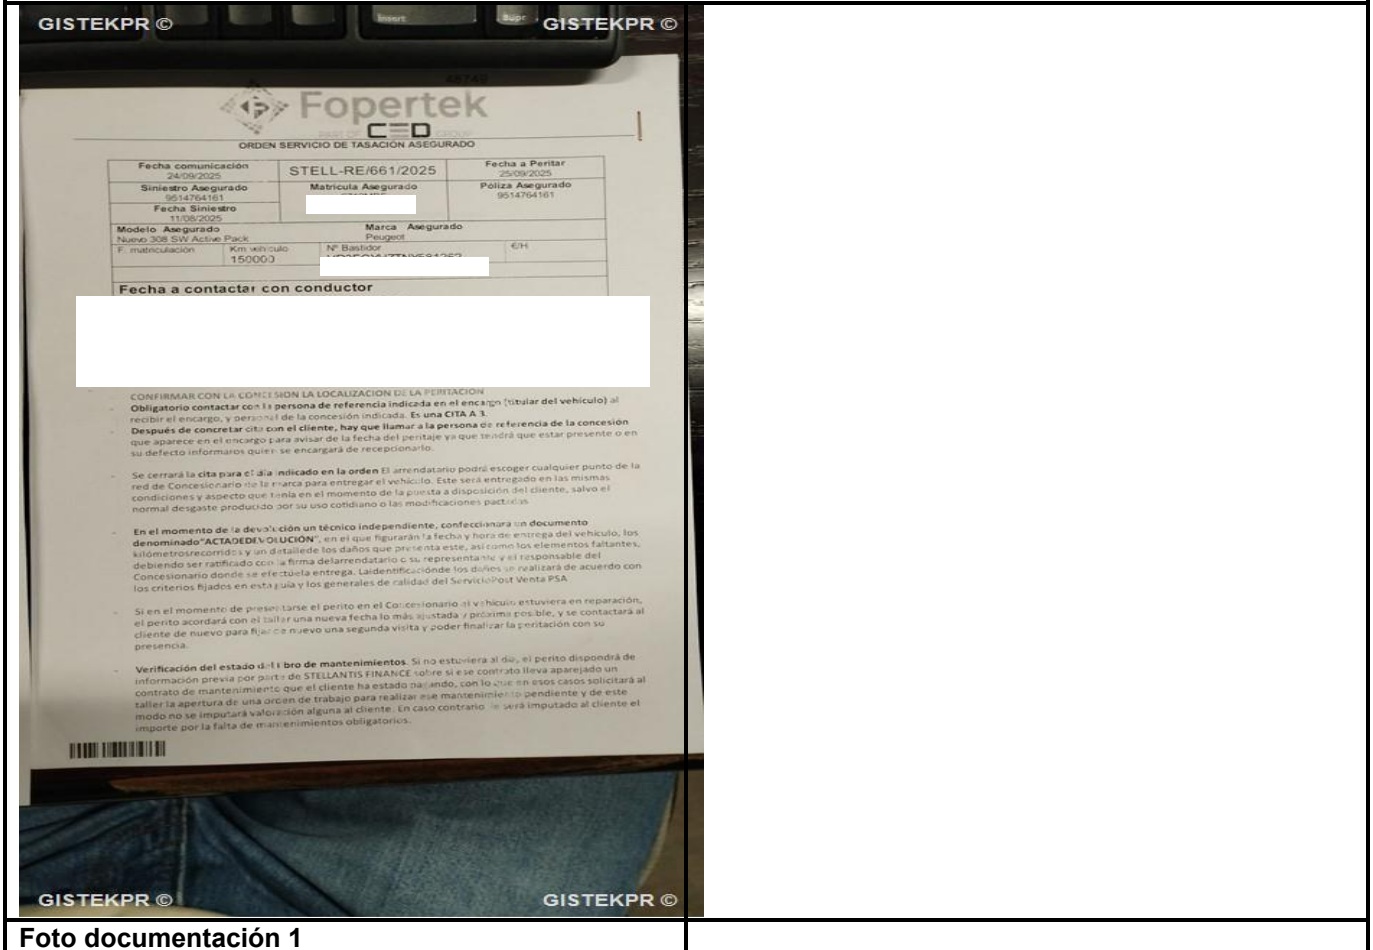 GISTEKPR ©
GISTEKPR ©
Insert
Supr
48749
Fopertek
PART OF CED GROUP
ORDEN SERVICIO DE TASACIÓN ASEGURADO
Fecha comunicación
24/09/2025
STELL-RE/661/2025
Fecha a Peritar
25/09/2025
Siniestro Asegurado
9514764161
Matrícula Asegurado
Póliza Asegurado
9514764161
Fecha Siniestro
11/08/2025
Modelo Asegurado
Nuevo 308 SW Active Pack
Marca Asegurado
Peugeot
F. matriculación
Km vehículo
150000
Nº Bastidor
€/H
Fecha a contactar con conductor
CONFIRMAR CON LA CONCESION LA LOCALIZACION DE LA PERITACION
- Obligatorio contactar con la persona de referencia indicada en el encargo (titular del vehículo) al
recibir el encargo, y personal de la concesión indicada. Es una CITA A 3.
- Después de concretar cita con el cliente, hay que llamar a la persona de referencia de la concesión
que aparece en el encargo para avisar de la fecha del peritaje ya que tendrá que estar presente o en
su defecto informaros quien se encargará de recepcionarlo.
- Se cerrará la cita para el día indicado en la orden El arrendatario podrá escoger cualquier punto de la
red de Concesionario de la marca para entregar el vehículo. Este será entregado en las mismas
condiciones y aspecto que tenía en el momento de la puesta a disposición del cliente, salvo el
normal desgaste producido por su uso cotidiano o las modificaciones pactadas
- En el momento de la devolución un técnico independiente, confeccionara un documento
denominado"ACTADEDEVOLUCIÓN", en el que figurarán la fecha y hora de entrega del vehículo, los
kilómetrosrecorridos y un detallede los daños que presenta este, así como los elementos faltantes,
debiendo ser ratificado con la firma delarrendatario o su representante y el responsable del
Concesionario donde se efectúela entrega. Laidentificaciónde los daños se realizará de acuerdo con
los criterios fijados en esta guía y los generales de calidad del ServicioPost Venta PSA
- Si en el momento de presentarse el perito en el Concesionario el vehículo estuviera en reparación,
el perito acordará con el taller una nueva fecha lo más ajustada y próxima posible, y se contactará al
cliente de nuevo para fijar de nuevo una segunda visita y poder finalizar la peritación con su
presencia.
- Verificación del estado del libro de mantenimientos. Si no estuviera al día, el perito dispondrá de
información previa por parte de STELLANTIS FINANCE sobre si ese contrato lleva aparejado un
contrato de mantenimiento que el cliente ha estado pagando, con lo que en esos casos solicitará al
taller la apertura de una orden de trabajo para realizar ese mantenimiento pendiente y de este
modo no se imputará valoración alguna al cliente. En caso contrario le será imputado al cliente el
importe por la falta de mantenimientos obligatorios.
GISTEKPR ©
GISTEKPR ©
Foto documentación 1